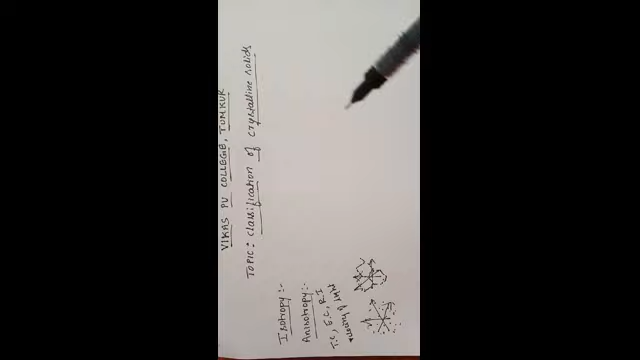 VIKAS PU COLLEGE, TUMKUR
TOPIC: Classification of crystalline solids
Isotropy:-
Anisotropy:-
T.C, E.C, R.I